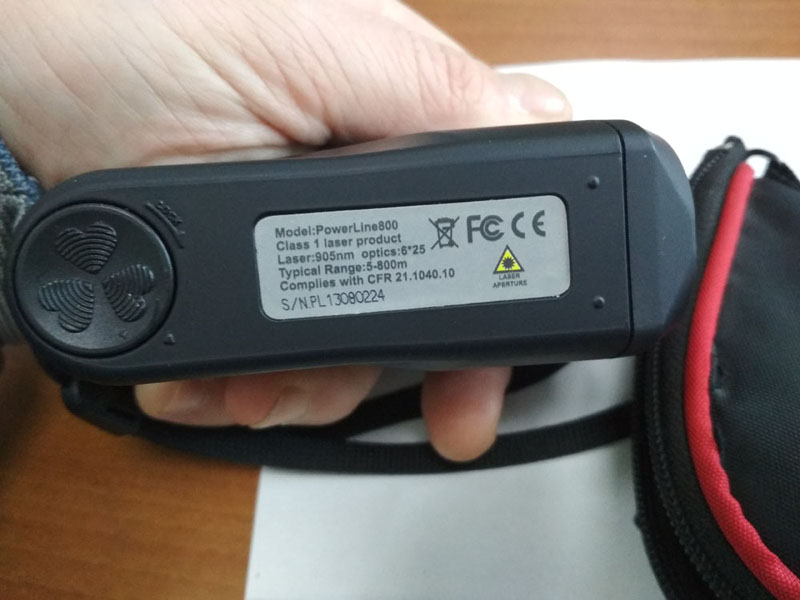 Model:PowerLine800
Class 1 laser product
Laser:905nm optics:6*25
Typical Range:5-800m
Complies with CFR 21.1040.10
S/N.PL13080224
FC CE
LASER
APERTURE